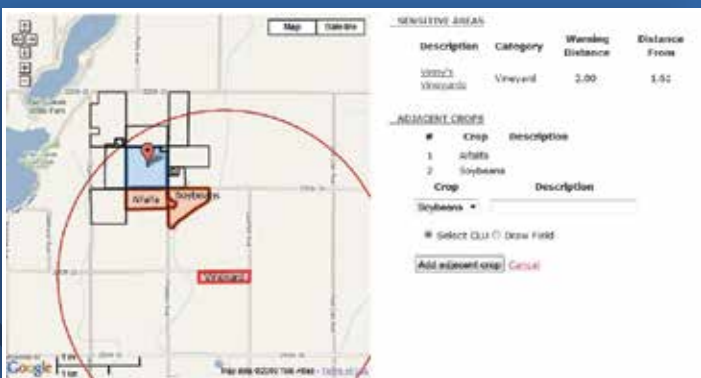 Map Satellite
Alfalfa Soybeans
Vineyard
Google
SENSITIVE AREAS
Description Category Warning Distance Distance From
Vineyards Vineyard 2.00
ADJACENT CROPS
# Crop Description
1 Alfalfa
2 Soybeans
Crop Description
Soybeans
Select CLU Draw Field
Add adjacent crop Cancel